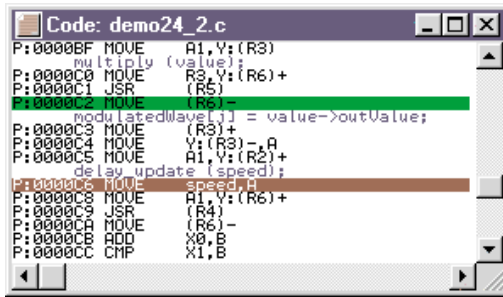 Code: demo24_2.c
P:0000BF MOVE A1,Y:(R3)
multiply (value);
P:0000C0 MOVE R3,Y:(R6)+
P:0000C1 JSR (R5)
P:0000C2 MOVE (R6)-
modulatedWave[j] = value->outValue;
P:0000C3 MOVE (R3)+
P:0000C4 MOVE Y:(R3)-,A
P:0000C5 MOVE A1,Y:(R2)+
delay_update (speed);
P:0000C6 MOVE speed,A
P:0000C8 MOVE A1,Y:(R6)+
P:0000C9 JSR (R4)
P:0000CA MOVE (R6)-
P:0000CB ADD X0,B
P:0000CC CMP X1,B